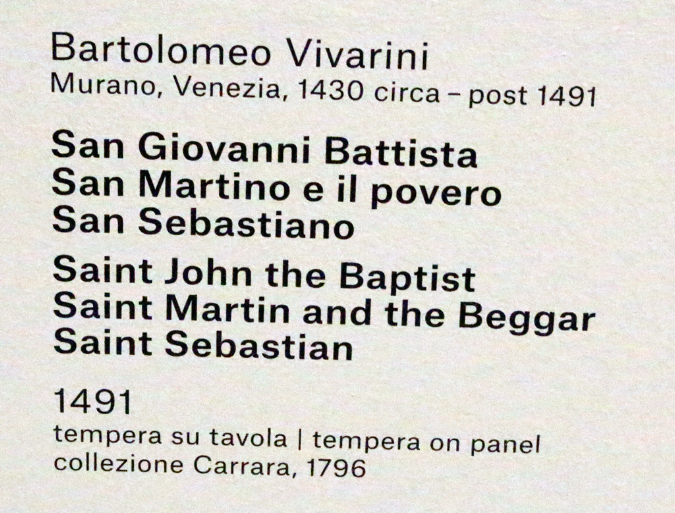 Bartolomeo Vivarini
Murano, Venezia, 1430 circa – post 1491
San Giovanni Battista
San Martino e il povero
San Sebastiano
Saint John the Baptist
Saint Martin and the Beggar
Saint Sebastian
1491
tempera su tavola | tempera on panel
collezione Carrara, 1796